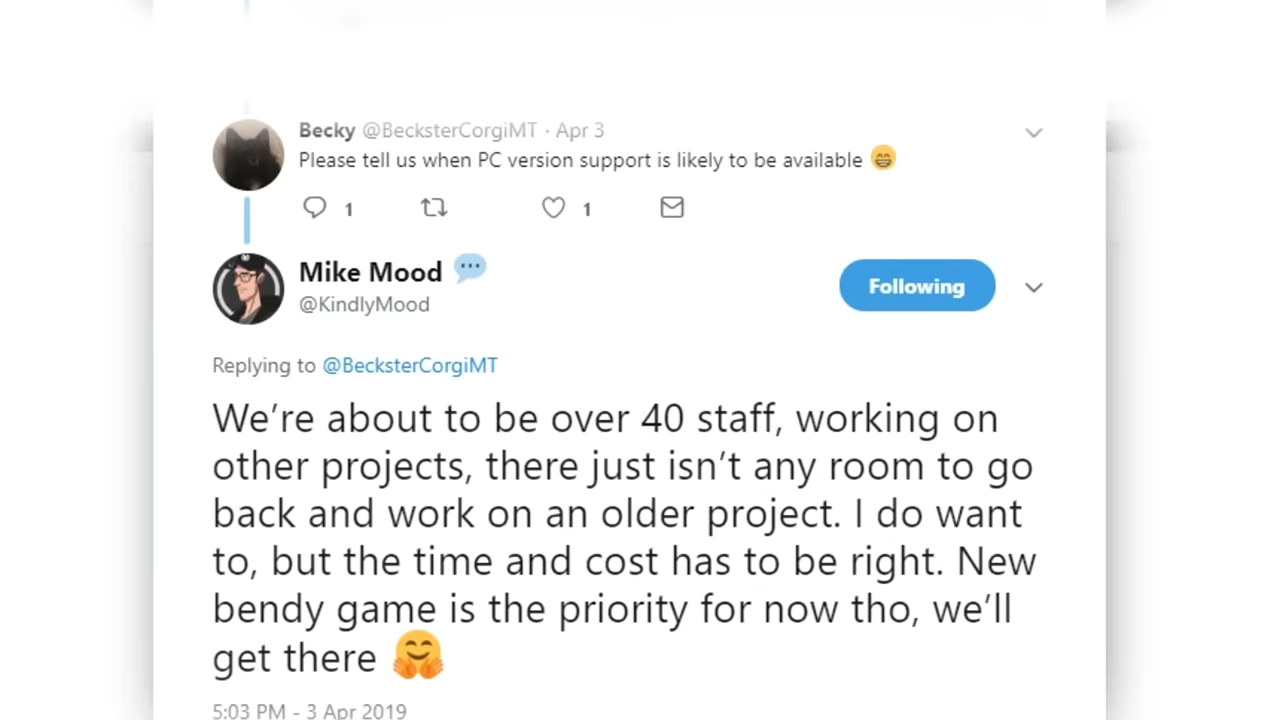 Becky @BecksterCorgiMT · Apr 3
Please tell us when PC version support is likely to be available 😄
1 1
Mike Mood 💬
@KindlyMood
Following
Replying to @BecksterCorgiMT
We’re about to be over 40 staff, working on
other projects, there just isn’t any room to go
back and work on an older project. I do want
to, but the time and cost has to be right. New
bendy game is the priority for now tho, we’ll
get there 🤗
5:03 PM - 3 Apr 2019